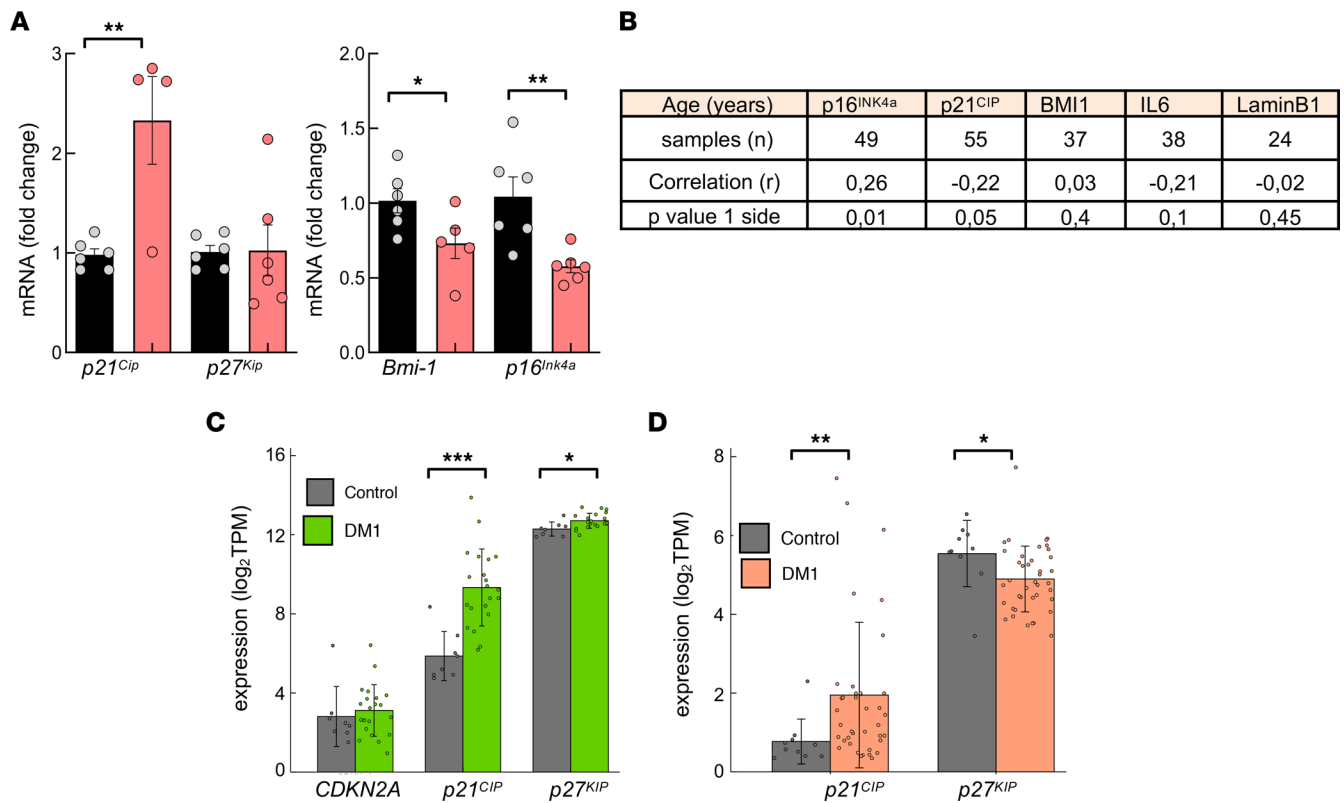 A
mRNA (fold change)
3
2
1
0
**
p21Cip
p27Kip
mRNA (fold change)
2.0
1.5
1.0
0.5
0.0
*
**
Bmi-1
p16Ink4a
B
Age (years) p16INK4a p21CIP BMI1 IL6 LaminB1
samples (n) 49 55 37 38 24
Correlation (r) 0,26 -0,22 0,03 -0,21 -0,02
p value 1 side 0,01 0,05 0,4 0,1 0,45
C
expression (log2TPM)
16
12
8
4
0
Control
DM1
***
*
CDKN2A
p21CIP
p27KIP
D
expression (log2TPM)
8
6
4
2
0
Control
DM1
**
*
p21CIP
p27KIP